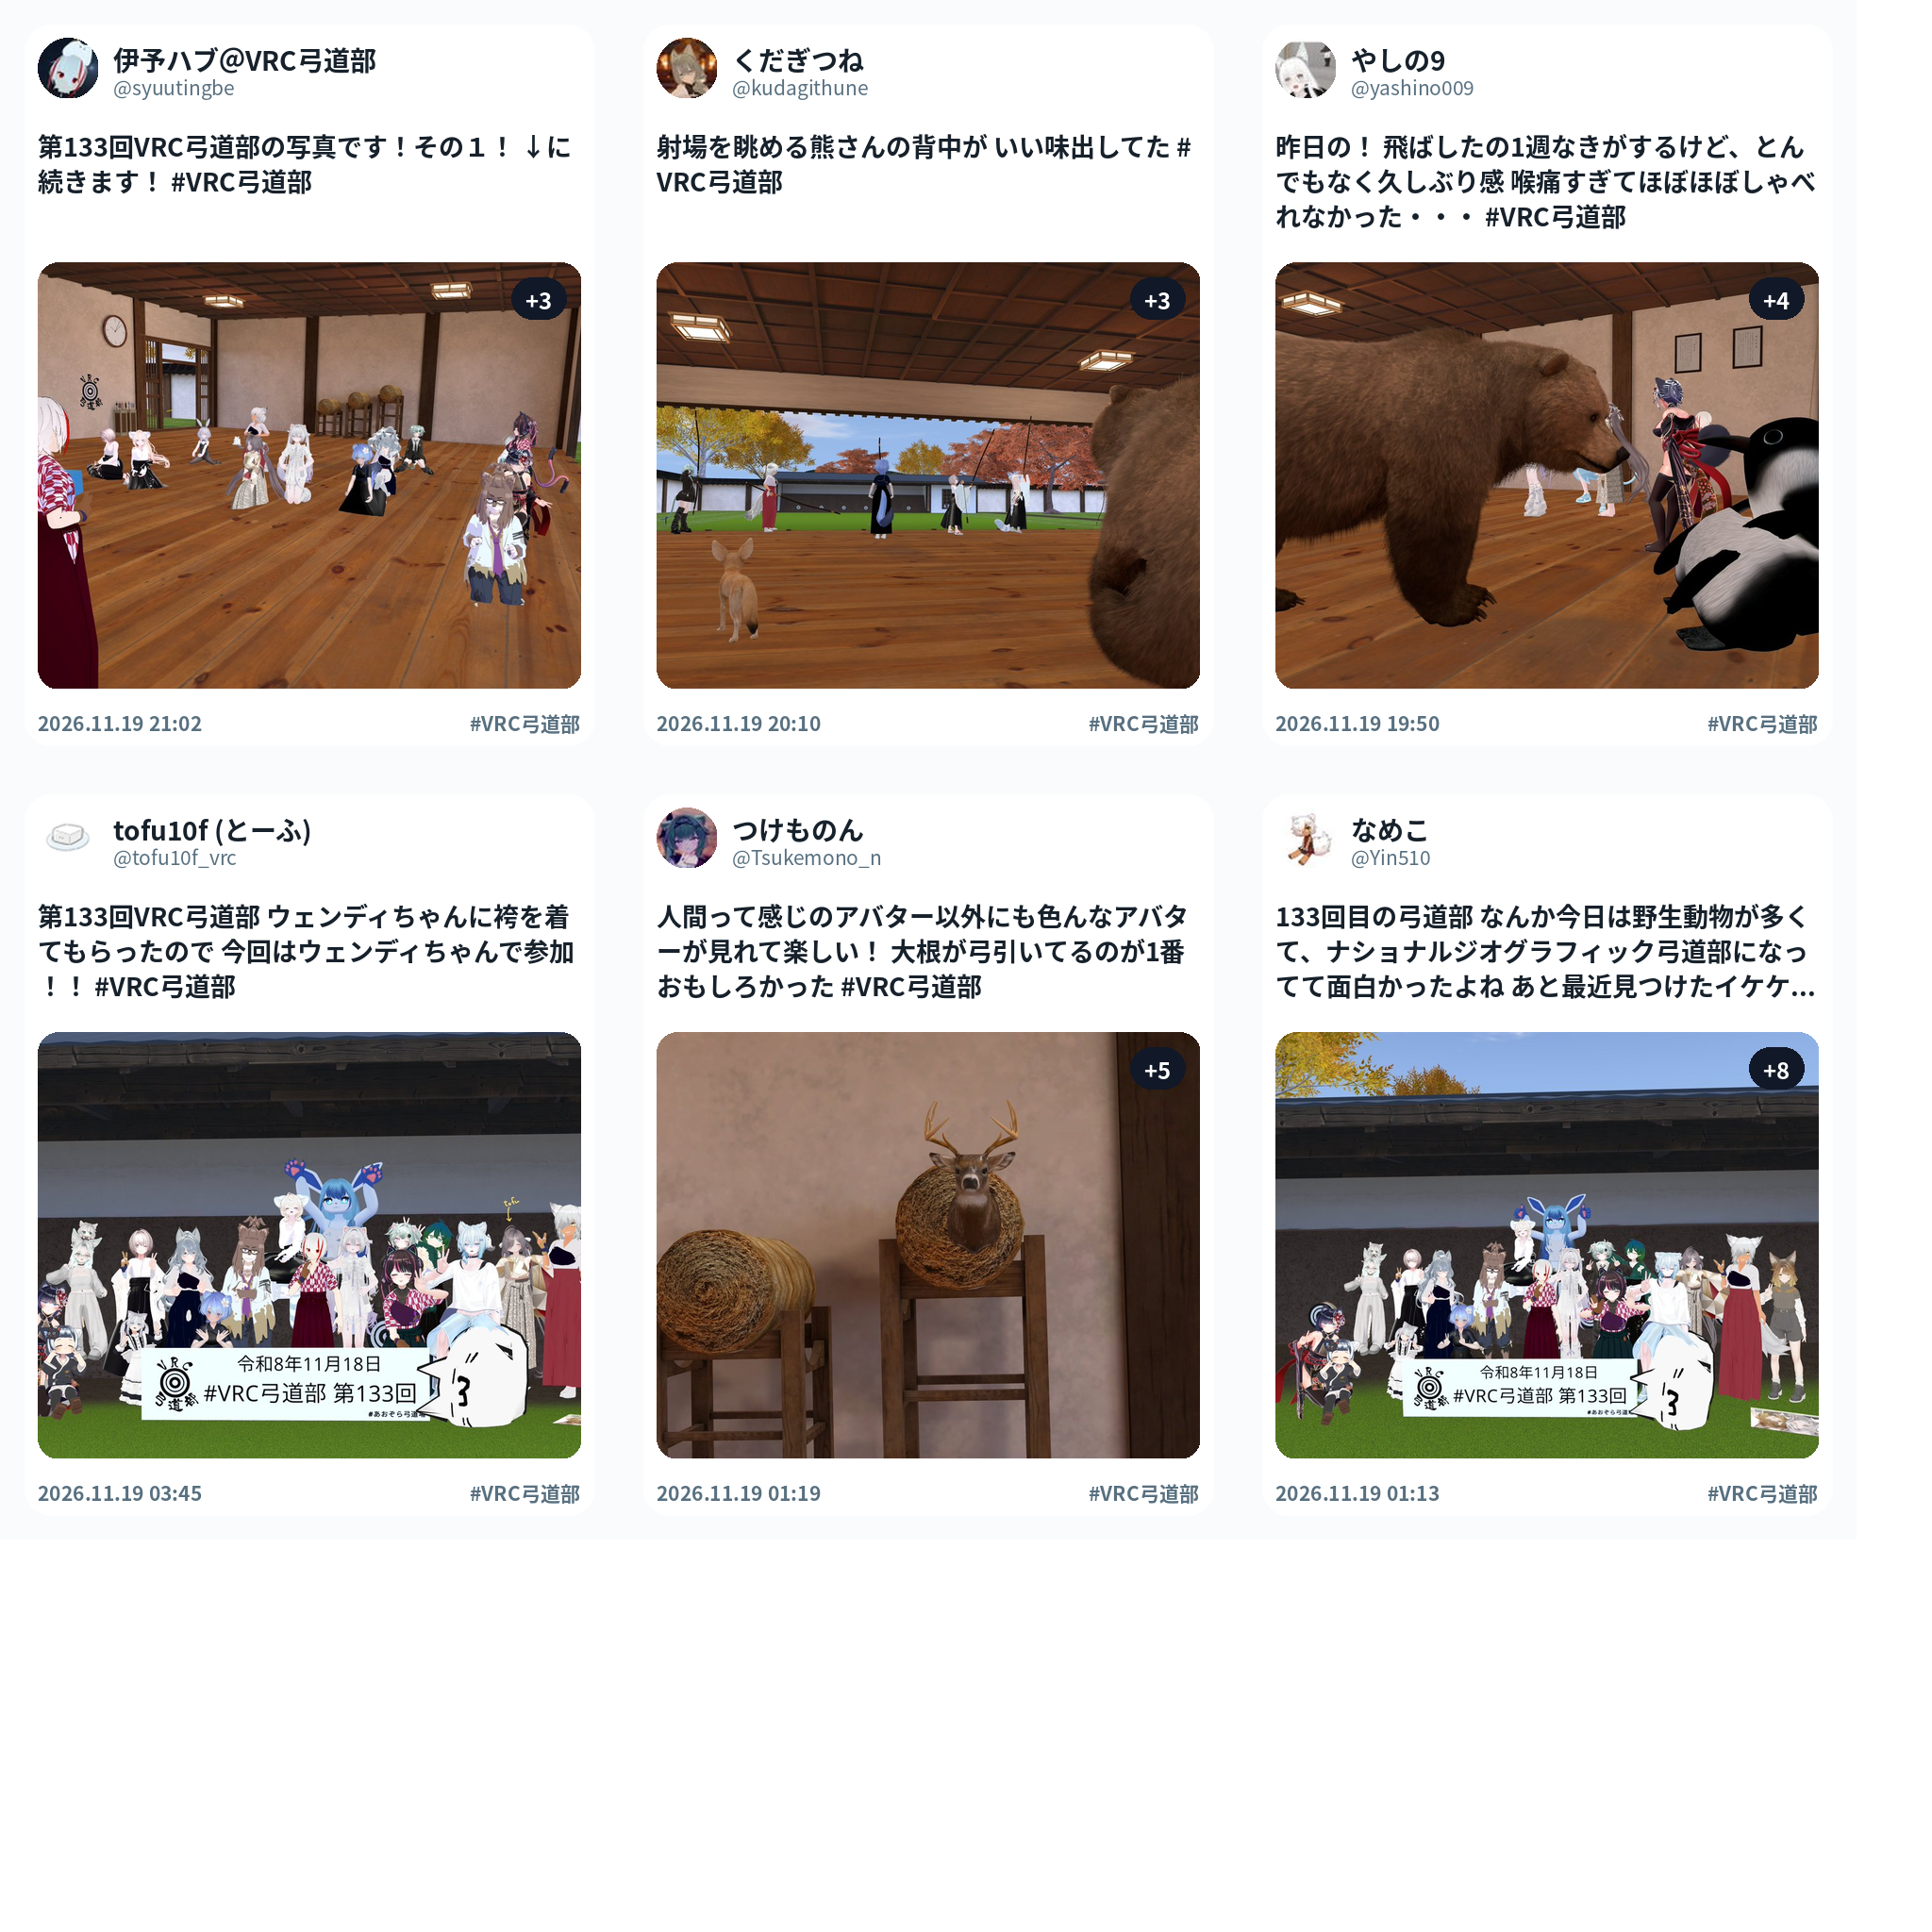 伊予ハブ@VRC弓道部
@syuutingbe
第133回VRC弓道部の写真です！その１！ ↓に
続きます！ #VRC弓道部
+3
2026.11.19 21:02
#VRC弓道部
くだぎつね
@kudagithune
射場を眺める熊さんの背中が いい味出してた #
VRC弓道部
+3
2026.11.19 20:10
#VRC弓道部
やしの9
@yashino009
昨日の！ 飛ばしたの1週なきがするけど、とん
でもなく久しぶり感 喉痛すぎてほぼほぼしゃべ
れなかった・・・ #VRC弓道部
+4
2026.11.19 19:50
#VRC弓道部
tofu10f (とーふ)
@tofu10f_vrc
第133回VRC弓道部 ウェンディちゃんに袴を着
てもらったので 今回はウェンディちゃんで参加
！！ #VRC弓道部
tofu
VRC弓道部
令和8年11月18日
#VRC弓道部 第133回
2026.11.19 03:45
#VRC弓道部
つけものん
@Tsukemono_n
人間って感じのアバター以外にも色んなアバタ
ーが見れて楽しい！ 大根が弓引いてるのが1番
おもしろかった #VRC弓道部
+5
2026.11.19 01:19
#VRC弓道部
なめこ
@Yin510
133回目の弓道部 なんか今日は野生動物が多く
て、ナショナルジオグラフィック弓道部になっ
てて面白かったよね あと最近見つけたイケケ...
+8
VRC弓道部
令和8年11月18日
#VRC弓道部 第133回
2026.11.19 01:13
#VRC弓道部